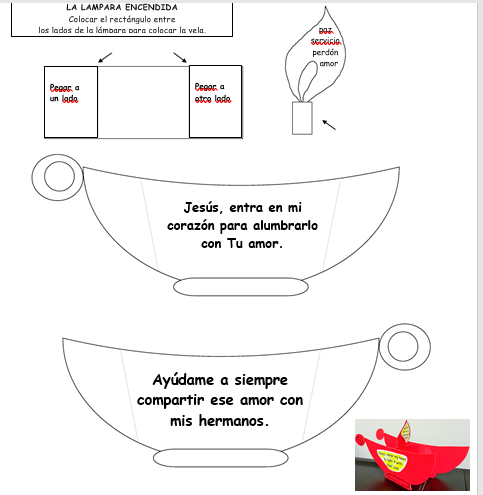 LA LAMPARA ENCENDIDA
Colocar el rectángulo entre
los lados de la lámpara para colocar la vela.
paz
servicio
perdón
amor
Pegar a
un lado
Pegar a
otro lado
Jesús, entra en mi
corazón para alumbrarlo
con Tu amor.
Ayúdame a siempre
compartir ese amor con
mis hermanos.